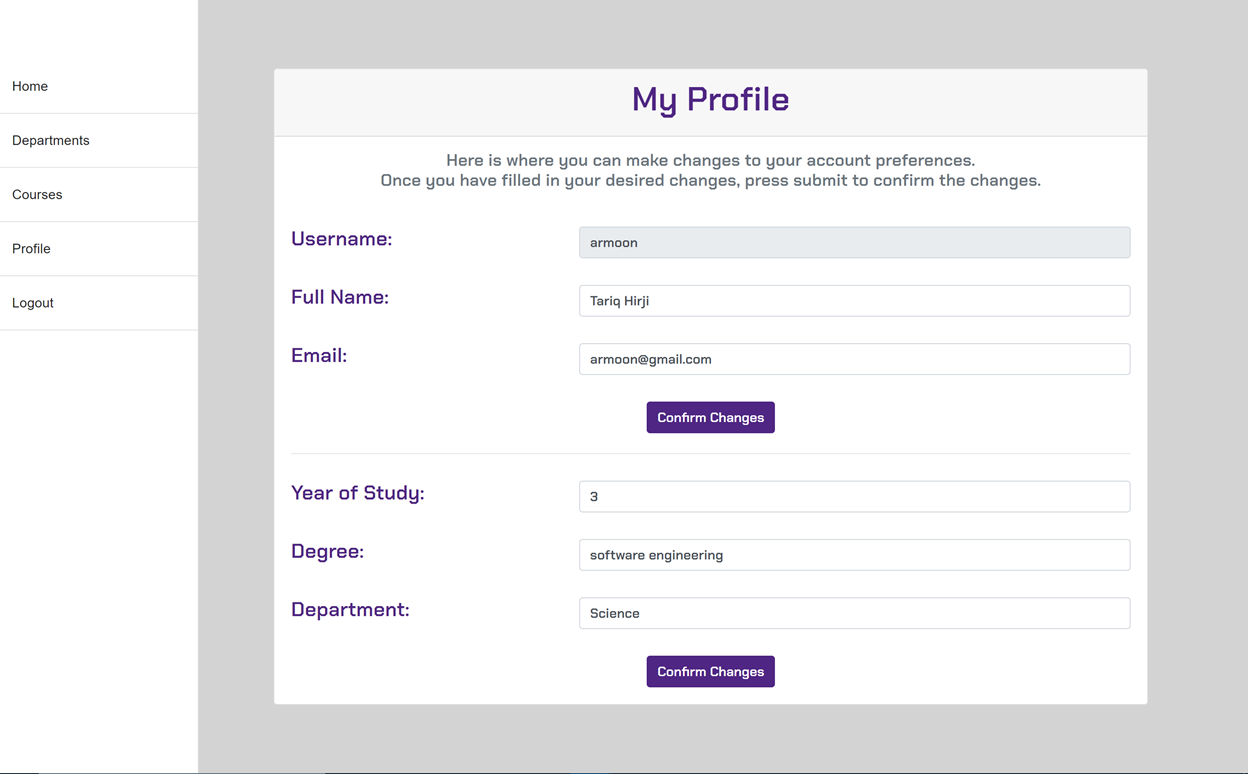 Home
Departments
Courses
Profile
Logout
My Profile
Here is where you can make changes to your account preferences.
Once you have filled in your desired changes, press submit to confirm the changes.
Username:
armoon
Full Name:
Tariq Hirji
Email:
armoon@gmail.com
Confirm Changes
Year of Study:
3
Degree:
software engineering
Department:
Science
Confirm Changes